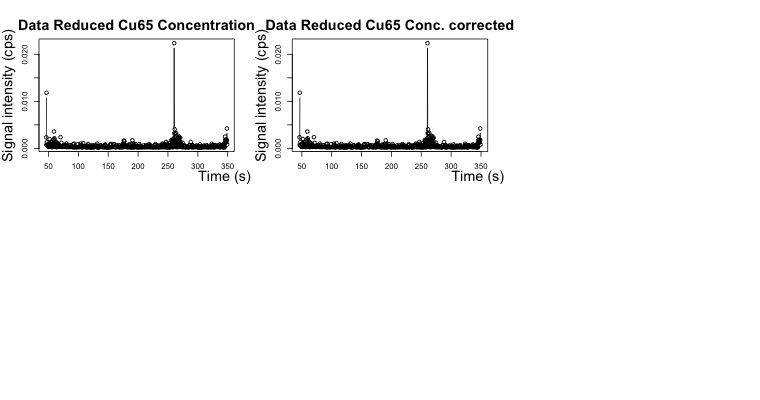 Data Reduced Cu65 Concentration
Signal intensity (cps)
0.020
0.010
0.000
50 100 150 200 250 300 350
Time (s)
Data Reduced Cu65 Conc. corrected
Signal intensity (cps)
0.020
0.010
0.000
50 100 150 200 250 300 350
Time (s)